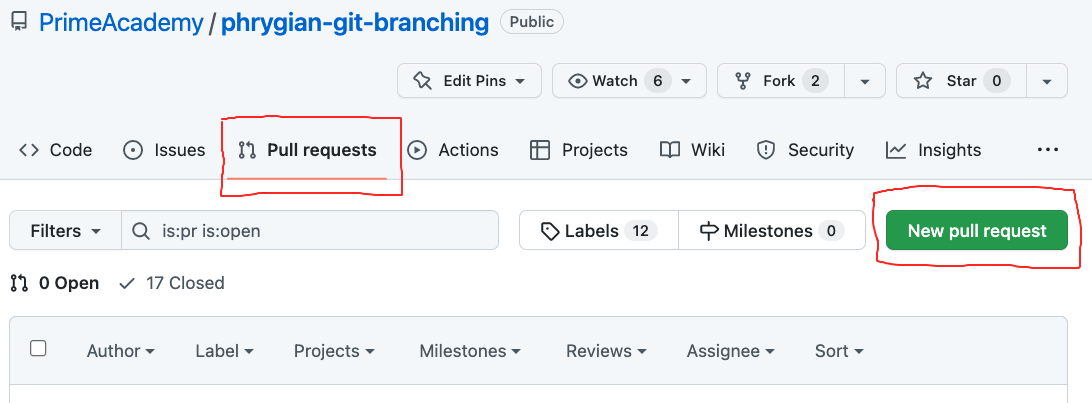 PrimeAcademy / phrygian-git-branching Public
Edit Pins Watch 6 Fork 2 Star 0
Code Issues Pull requests Actions Projects Wiki Security Insights ...
Filters is:pr is:open Labels 12 Milestones 0 New pull request
0 Open 17 Closed
Author Label Projects Milestones Reviews Assignee Sort